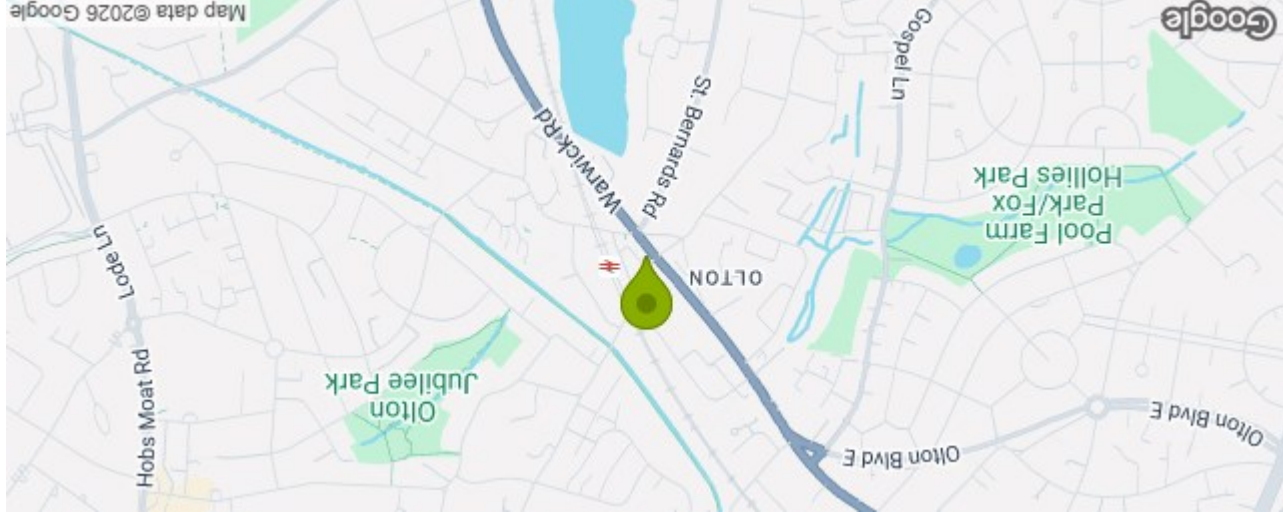 Olton Blvd E
Olton Blvd E
Olton
Jubilee Park
Hobs Moat Rd
OLTON
Pool Farm
Park/Fox
Hollies Park
Lode Ln
St. Bernards Rd
Warwick Rd
Gospel Ln
Google
Map data ©2026 Google